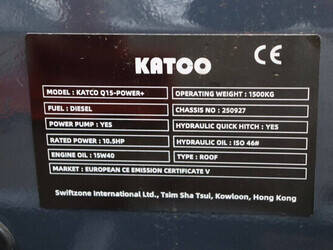 KATCO CE
MODEL : KATCO Q15-POWER+ OPERATING WEIGHT : 1500KG
FUEL : DIESEL CHASSIS NO : 250927
POWER PUMP : YES HYDRAULIC QUICK HITCH : YES
RATED POWER : 10.5HP HYDRAULIC OIL : ISO 46#
ENGINE OIL : 15W40 TYPE : ROOF
MARKET : EUROPEAN CE EMISSION CERTIFICATE V
Swiftzone International Ltd., Tsim Sha Tsui, Kowloon, Hong Kong